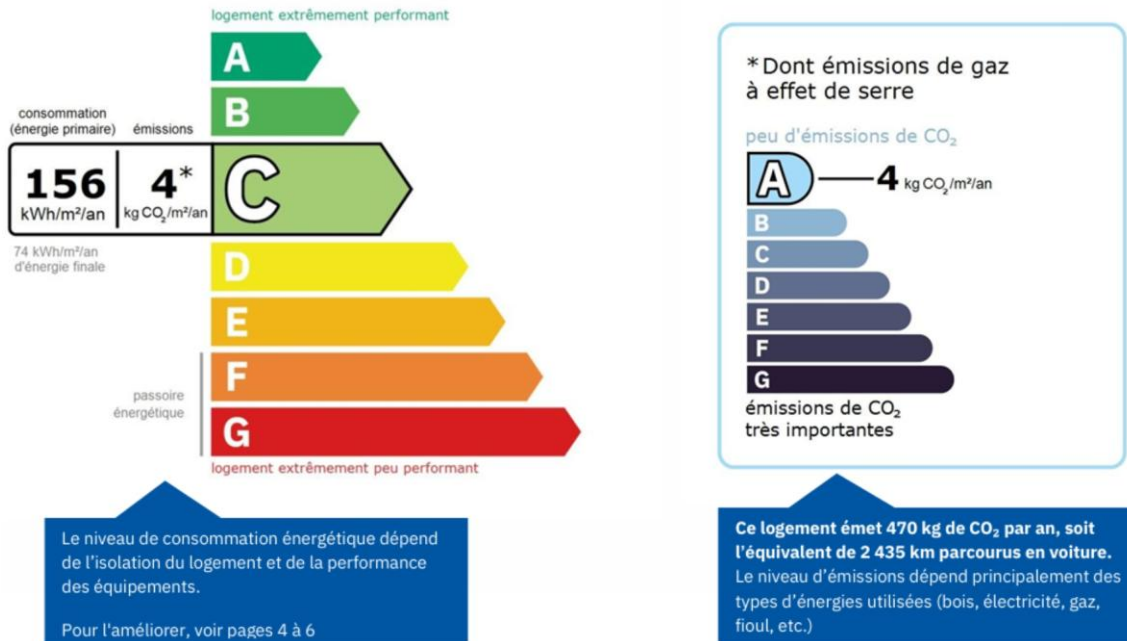 logement extrêmement performant
A
B
consommation
(énergie primaire)
émissions
156
kWh/m²/an
4*
kg CO₂/m²/an
C
74 kWh/m²/an
d'énergie finale
D
E
F
passoire
énergétique
G
logement extrêmement peu performant
Le niveau de consommation énergétique dépend
de l'isolation du logement et de la performance
des équipements.
Pour l'améliorer, voir pages 4 à 6
*Dont émissions de gaz
à effet de serre
peu d'émissions de CO₂
A
4 kg CO₂/m²/an
B
C
D
E
F
G
émissions de CO₂
très importantes
Ce logement émet 470 kg de CO₂ par an, soit
l'équivalent de 2 435 km parcourus en voiture.
Le niveau d'émissions dépend principalement des
types d'énergies utilisées (bois, électricité, gaz,
fioul, etc.)